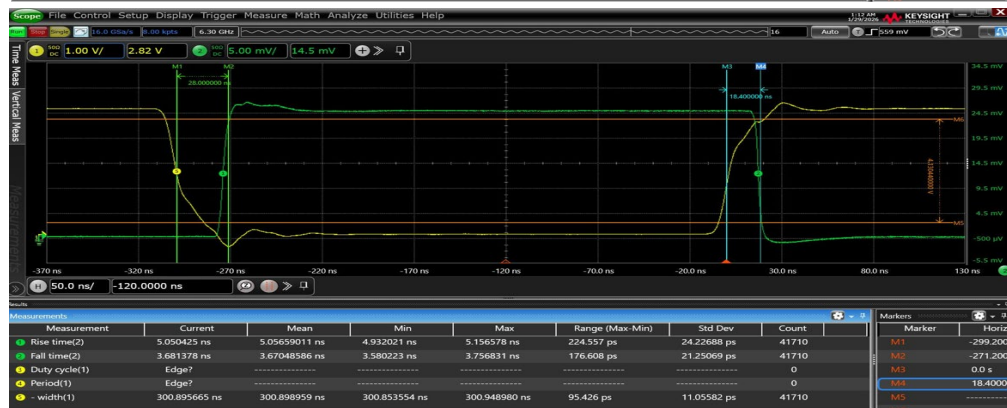 Scope File Control Setup Display Trigger Measure Math Analyze Utilities Help
1:12 AM
1/29/2026
KEYSIGHT
TECHNOLOGIES
Run Stop Single 16.0 GSa/s 8.00 kpts 6.30 GHz 16 Auto 559 mV
1 50Ω DC 1.00 V/ 2.82 V 2 50Ω DC 5.00 mV/ 14.5 mV
Time Meas
Vertical Meas
Measurements
M1 M2 M3 M4
28.000000 ns
18.400000 ns
34.5 mV
29.5 mV
24.5 mV
19.5 mV
14.5 mV
9.5 mV
4.5 mV
-500 µV
-5.5 mV
M6
M5
-370 ns -320 ns -270 ns -220 ns -170 ns -120 ns -70.0 ns -20.0 ns 30.0 ns 80.0 ns 130 ns
H 50.0 ns/ -120.0000 ns
Results
Measurements
Measurement Current Mean Min Max Range (Max-Min) Std Dev Count
Rise time(2) 5.050425 ns 5.05659011 ns 4.932021 ns 5.156578 ns 224.557 ps 24.22688 ps 41710
Fall time(2) 3.681378 ns 3.67048586 ns 3.580223 ns 3.756831 ns 176.608 ps 21.25069 ps 41710
Duty cycle(1) Edge? 0
Period(1) Edge? 0
- width(1) 300.895665 ns 300.898959 ns 300.853554 ns 300.948980 ns 95.426 ps 11.05582 ps 41710
Markers
Marker Horiz
M1 -299.200
M2 -271.200
M3 0.0 s
M4 18.4000
M5